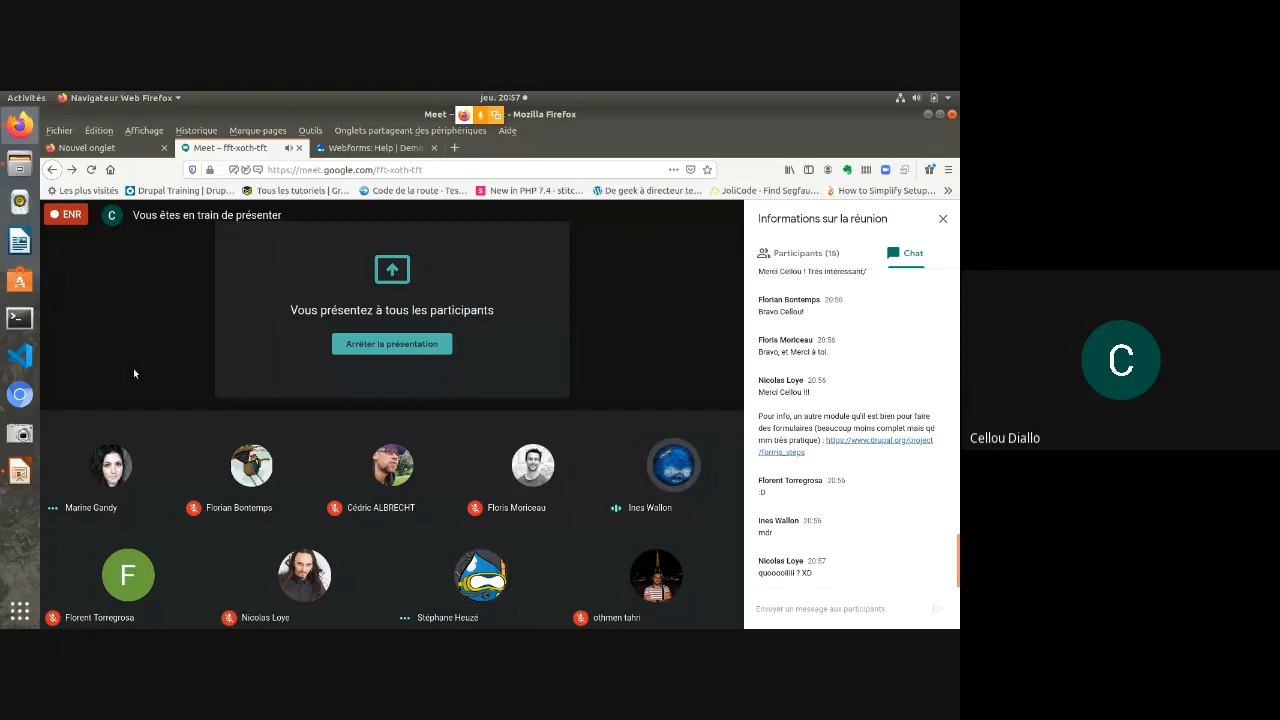 Activités
Navigateur Web Firefox
jeu. 20:57
Meet –
- Mozilla Firefox
Fichier
Édition
Affichage
Historique
Marque-pages
Outils
Onglets partageant des périphériques
Aide
Nouvel onglet
Meet – fft-xoth-tft
Webforms: Help | Demo
https://meet.google.com/fft-xoth-tft
Les plus visités
Drupal Training | Drup...
Tous les tutoriels | Gr...
Code de la route - Tes...
New in PHP 7.4 - stitc...
De geek à directeur te...
JoliCode - Find Segfau...
How to Simplify Setup...
ENR
C
Vous êtes en train de présenter
Vous présentez à tous les participants
Arrêter la présentation
Marine Gandy
Florian Bontemps
Cédric ALBRECHT
Floris Moriceau
Ines Wallon
F
Florent Torregrosa
Nicolas Loye
Stéphane Heuzé
othmen tahri
Informations sur la réunion
Participants (15)
Chat
Merci Cellou ! Très intéressant/
Florian Bontemps 20:56
Bravo Cellou!
Floris Moriceau 20:56
Bravo, et Merci à toi.
Nicolas Loye 20:56
Merci Cellou !!!
Pour info, un autre module qu'il est bien pour faire
des formulaires (beaucoup moins complet mais qd
mm très pratique) : https://www.drupal.org/project
/forms_steps
Florent Torregrosa 20:56
:D
Ines Wallon 20:56
mdr
Nicolas Loye 20:57
quooooiiiii ? XD
Envoyer un message aux participants
C
Cellou Diallo